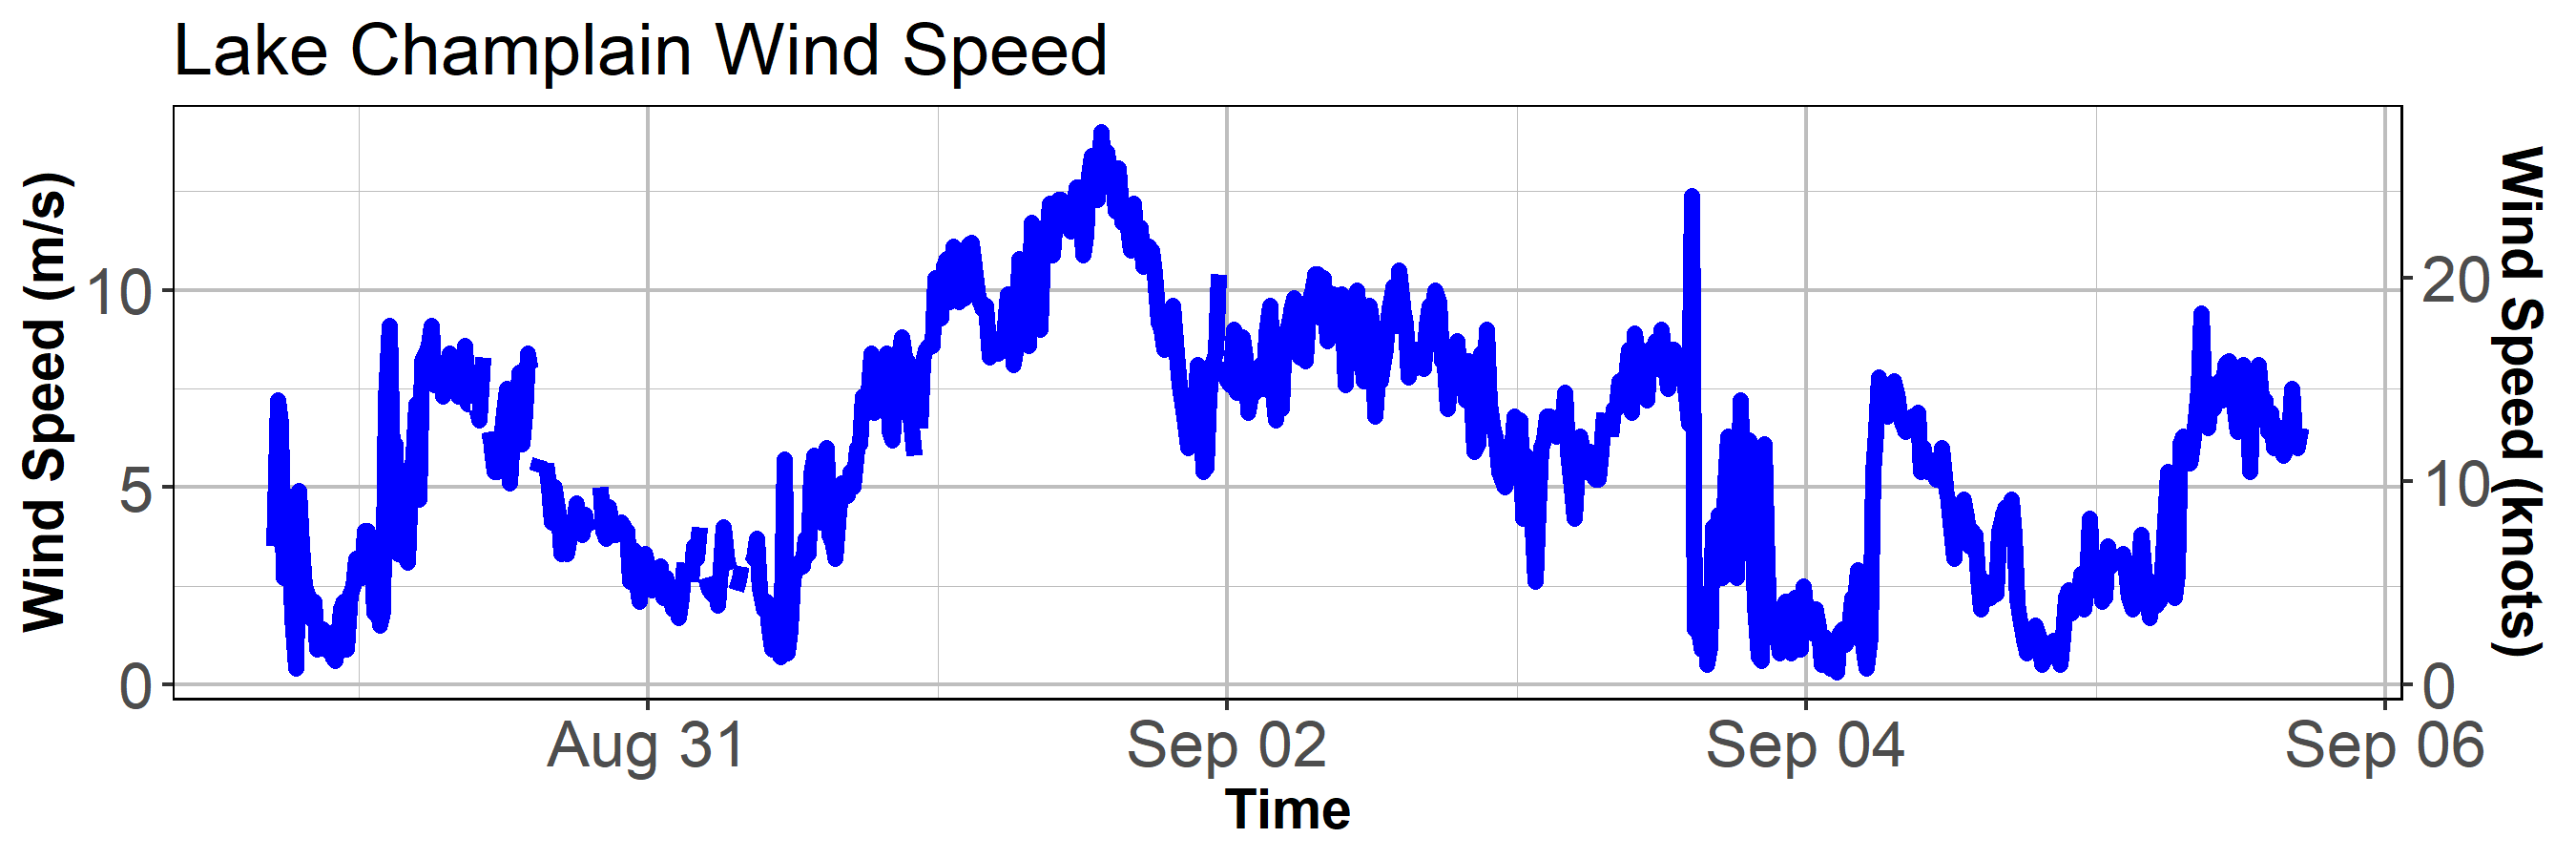 Lake Champlain Wind Speed
Wind Speed (m/s)
10
5
0
20
10
0
Wind Speed (knots)
Aug 31
Sep 02
Sep 04
Sep 06
Time